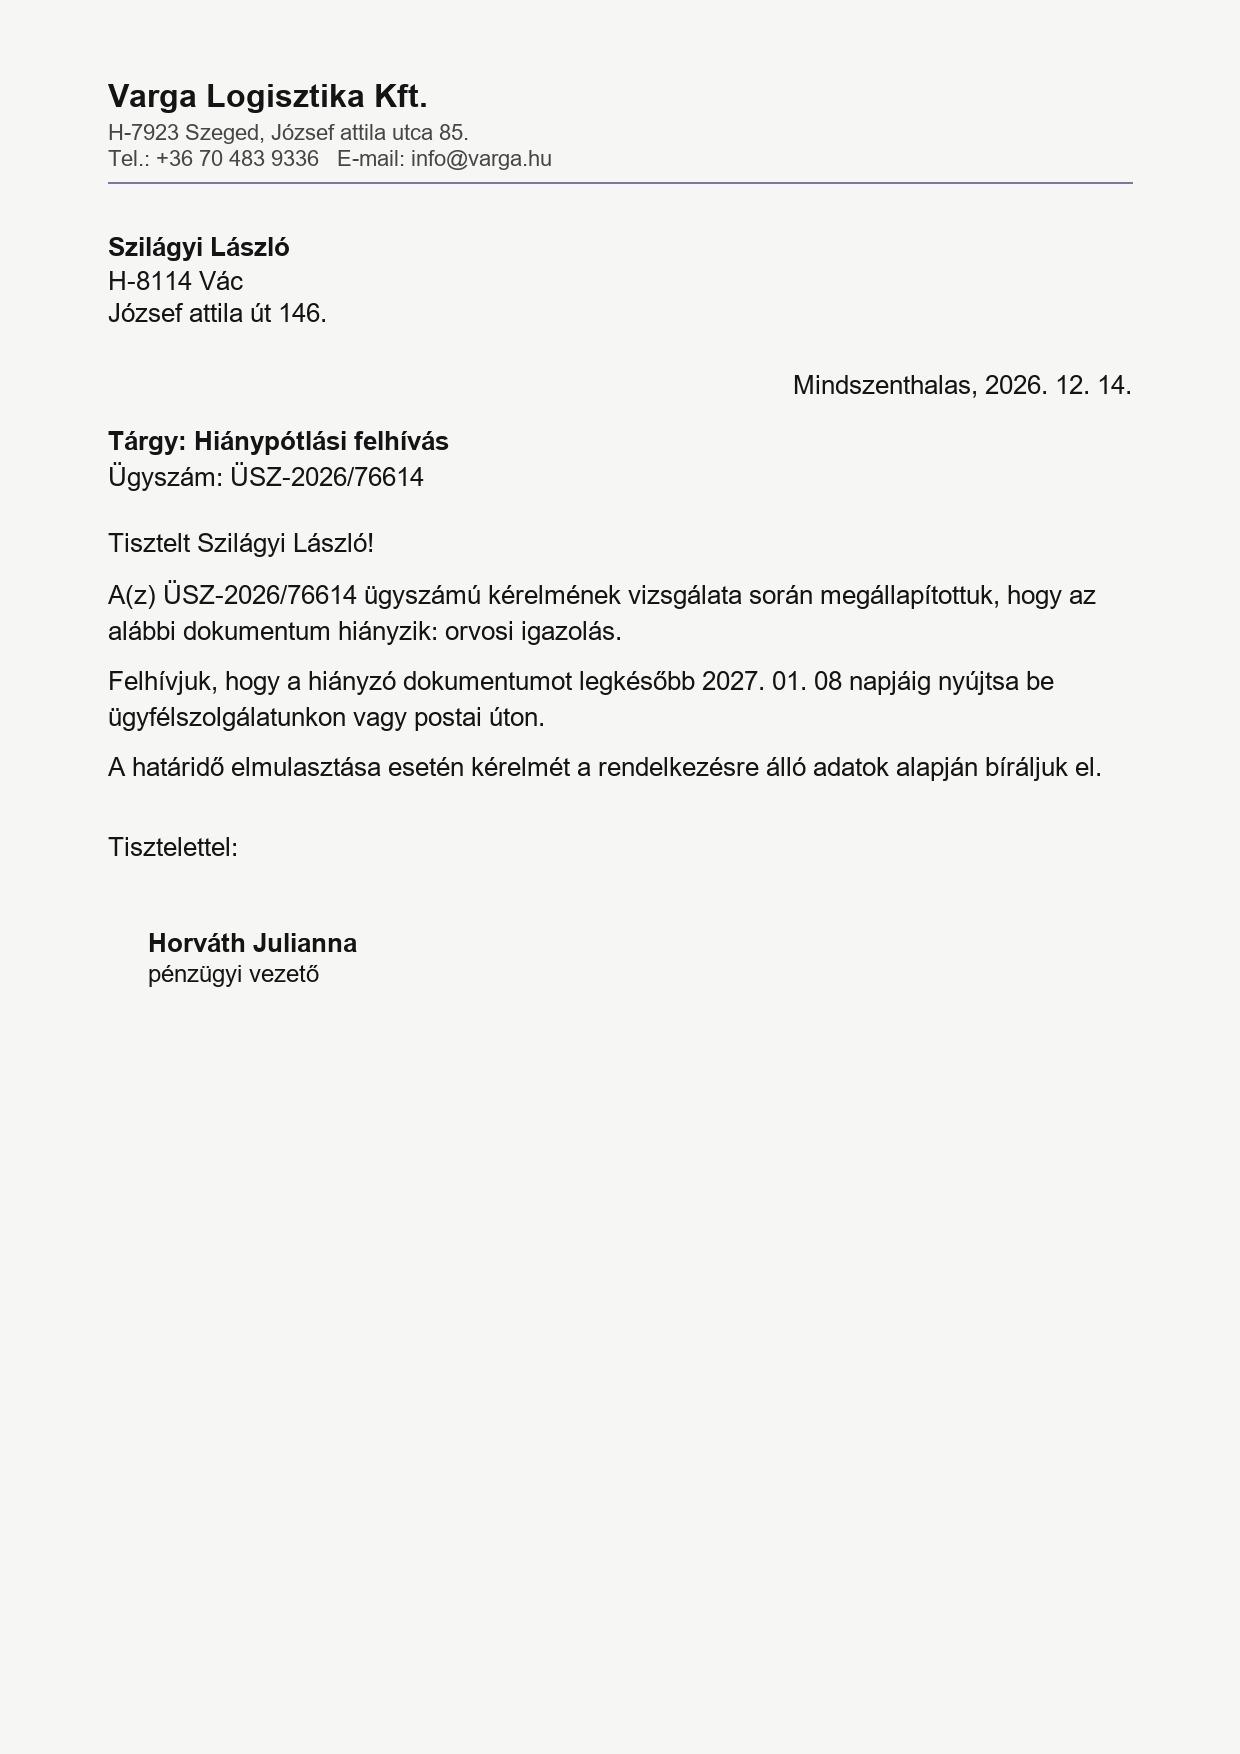 Varga Logisztika Kft.
H-7923 Szeged, József attila utca 85.
Tel.: +36 70 483 9336   E-mail: info@varga.hu
Szilágyi László
H-8114 Vác
József attila út 146.
Mindszenthalas, 2026. 12. 14.
Tárgy: Hiánypótlási felhívás
Ügyszám: ÜSZ-2026/76614
Tisztelt Szilágyi László!
A(z) ÜSZ-2026/76614 ügyszámú kérelmének vizsgálata során megállapítottuk, hogy az
alábbi dokumentum hiányzik: orvosi igazolás.
Felhívjuk, hogy a hiányzó dokumentumot legkésőbb 2027. 01. 08 napjáig nyújtsa be
ügyfélszolgálatunkon vagy postai úton.
A határidő elmulasztása esetén kérelmét a rendelkezésre álló adatok alapján bíráljuk el.
Tisztelettel:
Horváth Julianna
pénzügyi vezető